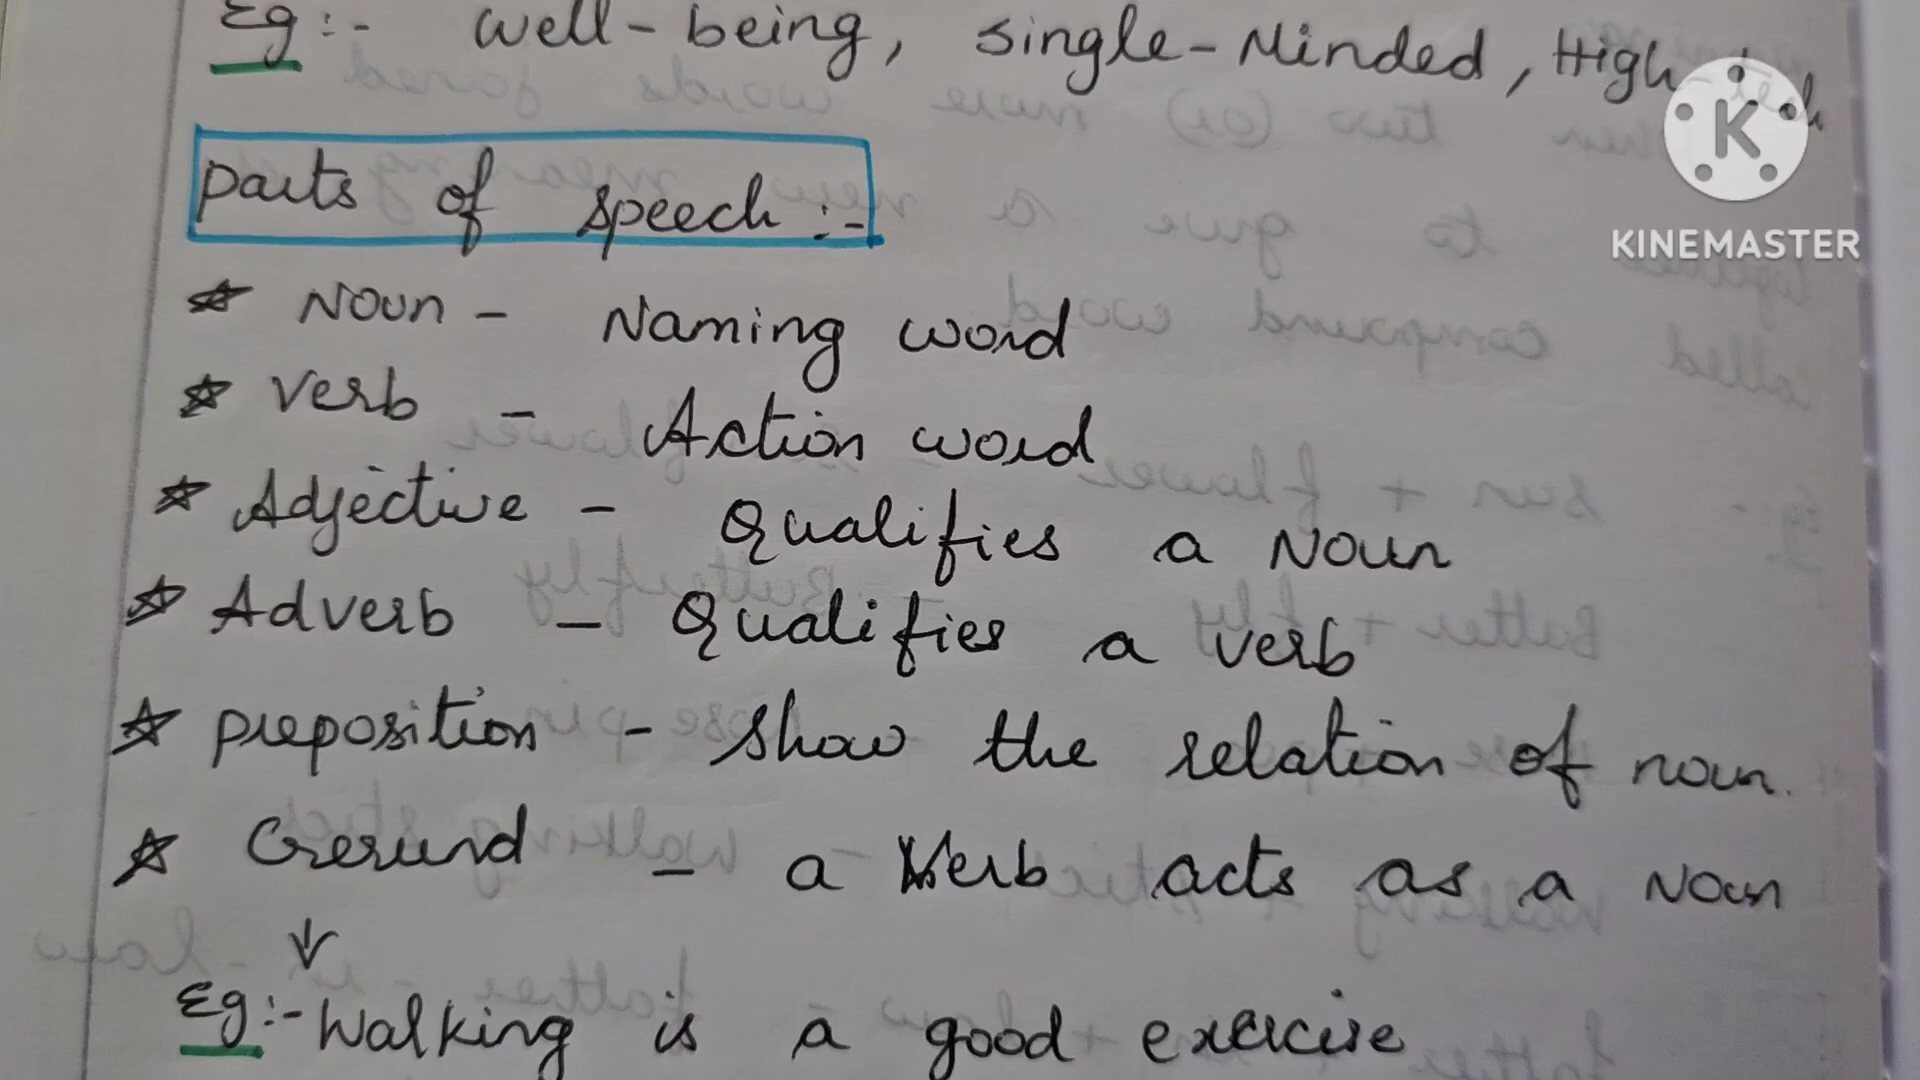 Eg:- Well-being, Single-Minded, High-tech
KINEMASTER
Parts of speech :-
☆ Noun - Naming word
☆ Verb - Action word
☆ Adjective - Qualifies a Noun
☆ Adverb - Qualifies a verb
☆ preposition - show the relation of noun.
☆ Gerund - a Verb acts as a Noun
↓
Eg:- Walking is a good exercise